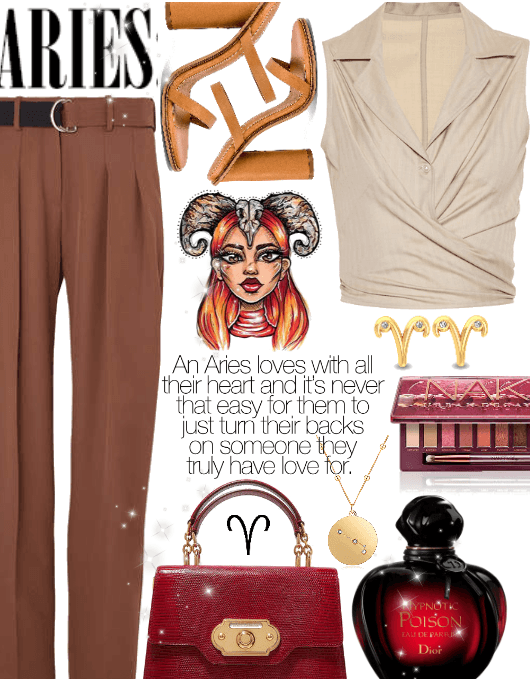 ARIES
An Aries loves with all
their heart and it's never
that easy for them to
just turn their backs
on someone they
truly have love for.
NAK
HYPNOTIC
POISON
EAU DE PARFUM
Dior